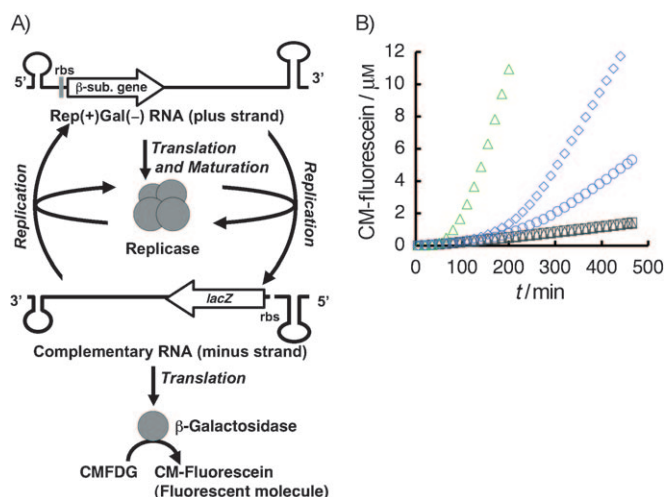 A)
5'
rbs
β-sub. gene
3'
Rep(+)Gal(−) RNA (plus strand)
Translation
and Maturation
Replication
Replication
Replicase
3'
lacZ
rbs
5'
Complementary RNA (minus strand)
Translation
β-Galactosidase
CMFDG
CM-Fluorescein
(Fluorescent molecule)
B)
CM-fluorescein / μM
12
10
8
6
4
2
0
0
100
200
300
400
500
t / min